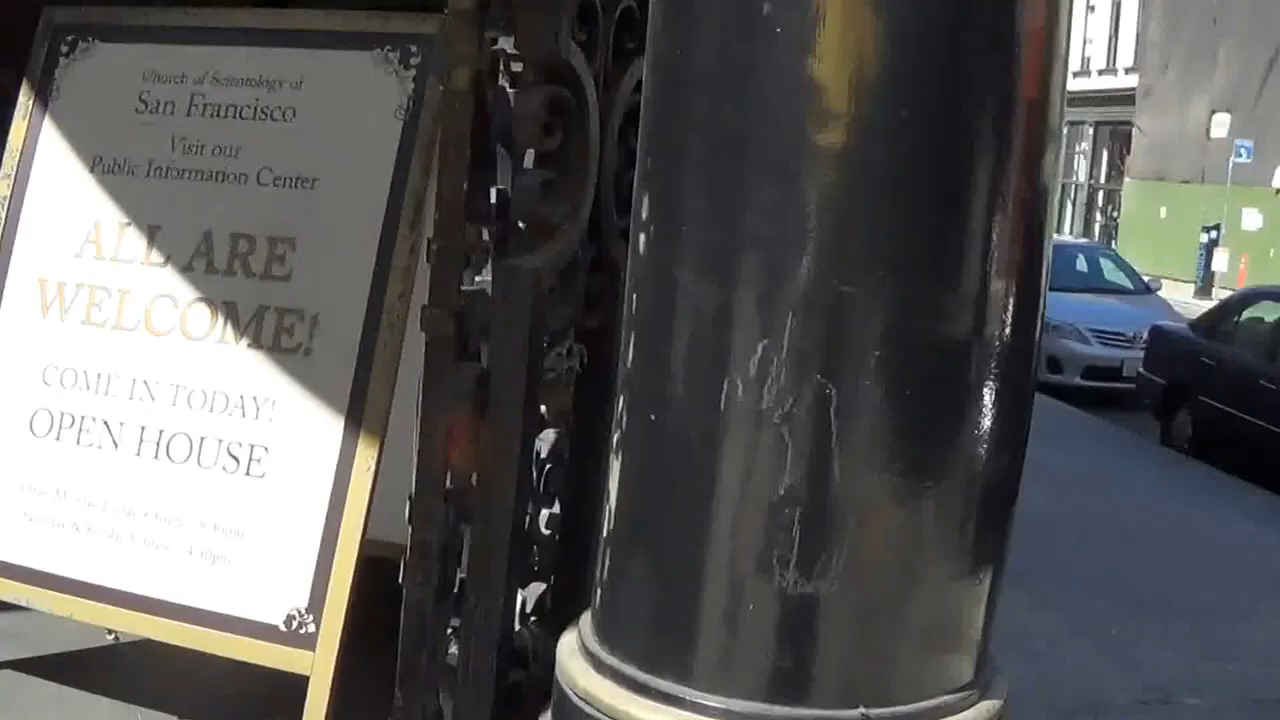 Church of Scientology of
San Francisco
Visit our
Public Information Center
ALL ARE
WELCOME!
COME IN TODAY!
OPEN HOUSE